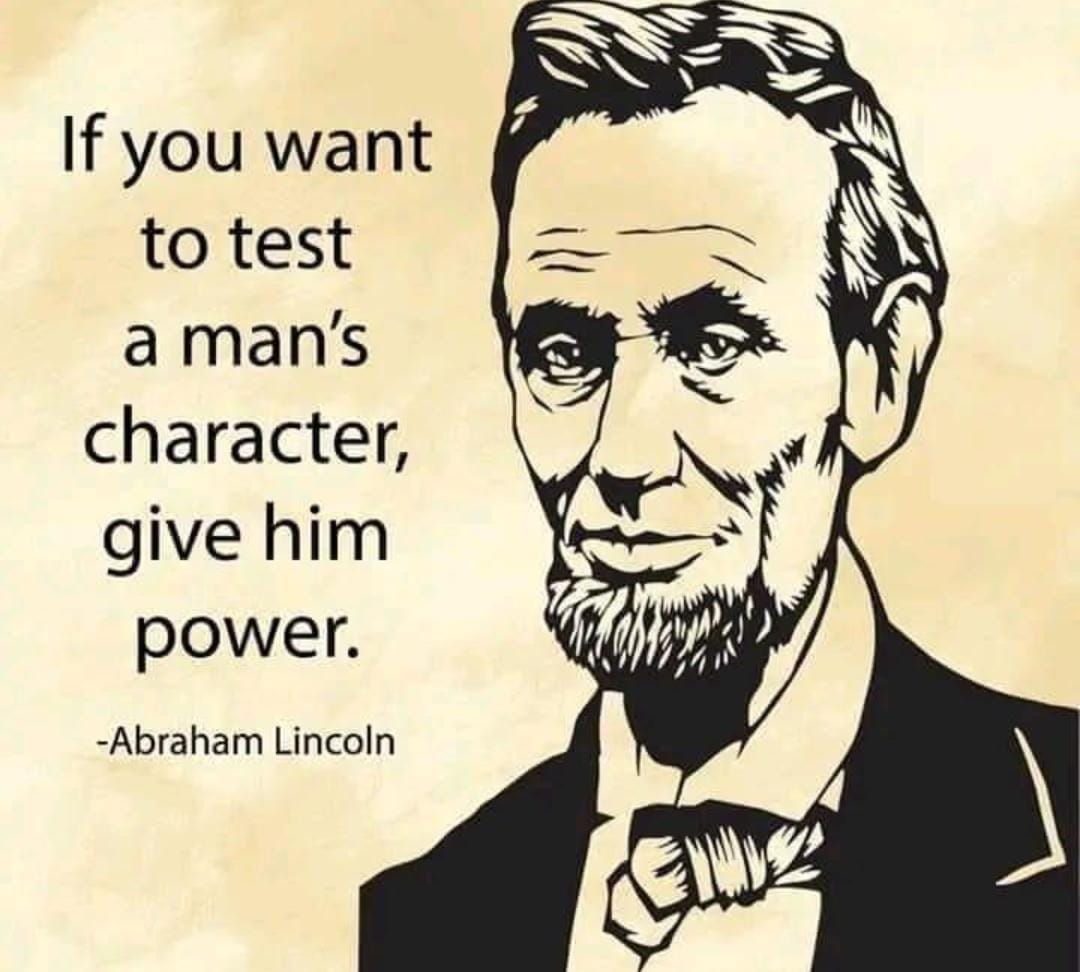 If you want
to test
a man's
character,
give him
power.
-Abraham Lincoln